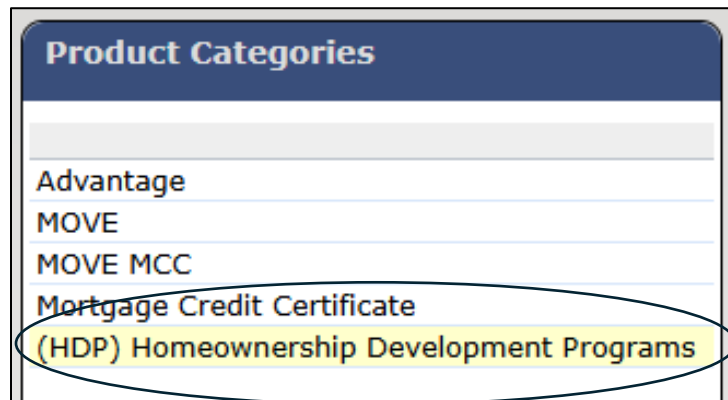 Product Categories
Advantage
MOVE
MOVE MCC
Mortgage Credit Certificate
(HDP) Homeownership Development Programs